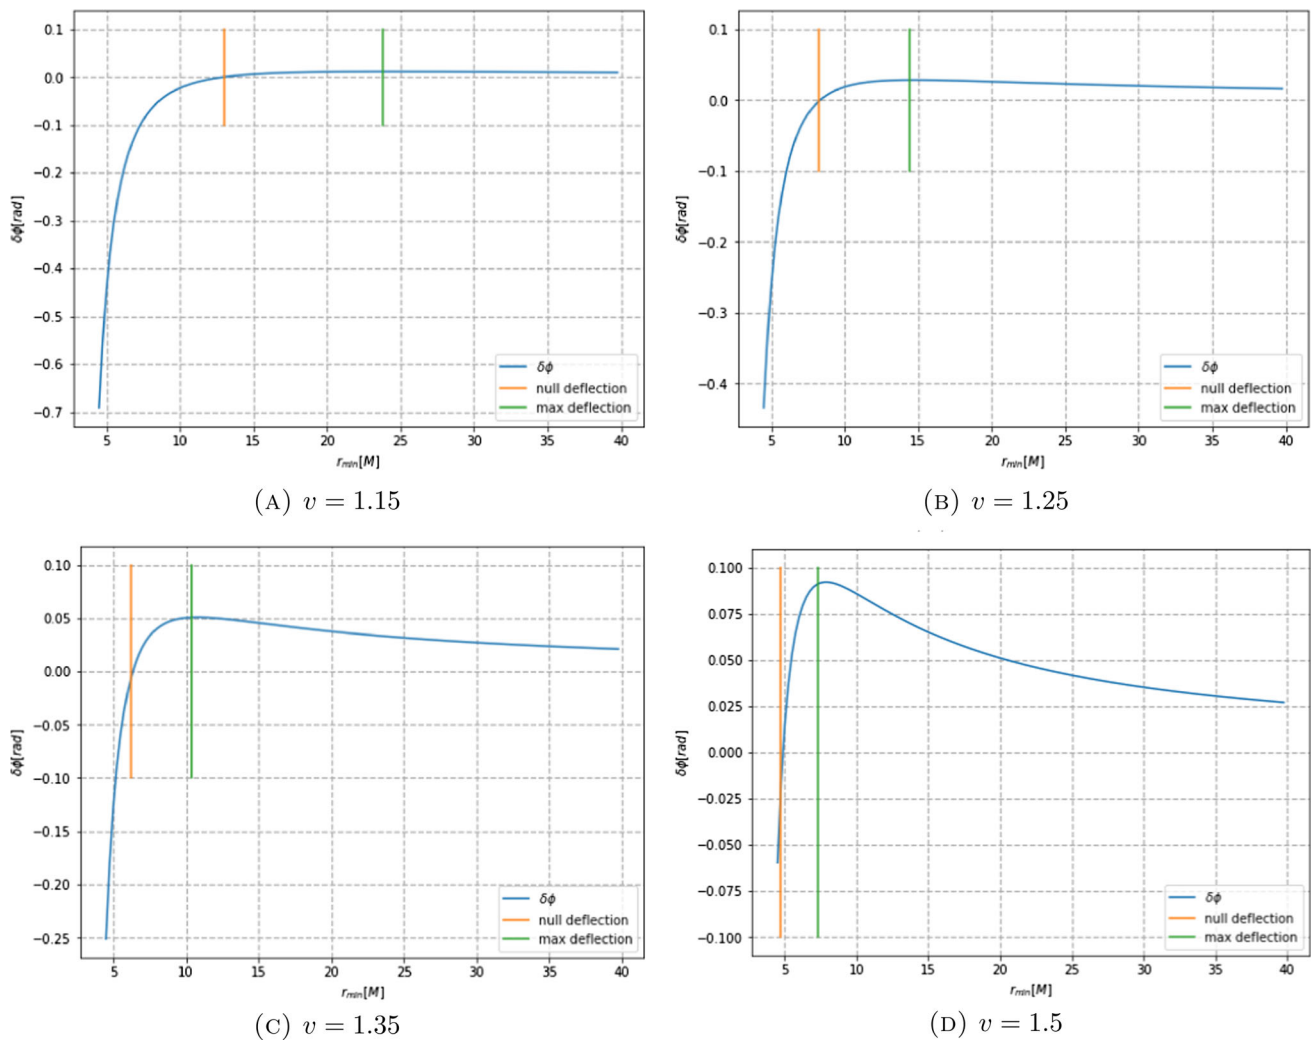 0.1
0.0
−0.1
−0.2
−0.3
−0.4
−0.5
−0.6
−0.7
δϕ[rad]
5 10 15 20 25 30 35 40
r_min[M]
δϕ
null deflection
max deflection
(A) v = 1.15
0.1
0.0
−0.1
−0.2
−0.3
−0.4
δϕ[rad]
5 10 15 20 25 30 35 40
r_min[M]
δϕ
null deflection
max deflection
(B) v = 1.25
0.10
0.05
0.00
−0.05
−0.10
−0.15
−0.20
−0.25
δϕ[rad]
5 10 15 20 25 30 35 40
r_min[M]
δϕ
null deflection
max deflection
(C) v = 1.35
0.100
0.075
0.050
0.025
0.000
−0.025
−0.050
−0.075
−0.100
δϕ[rad]
5 10 15 20 25 30 35 40
r_min[M]
δϕ
null deflection
max deflection
(D) v = 1.5